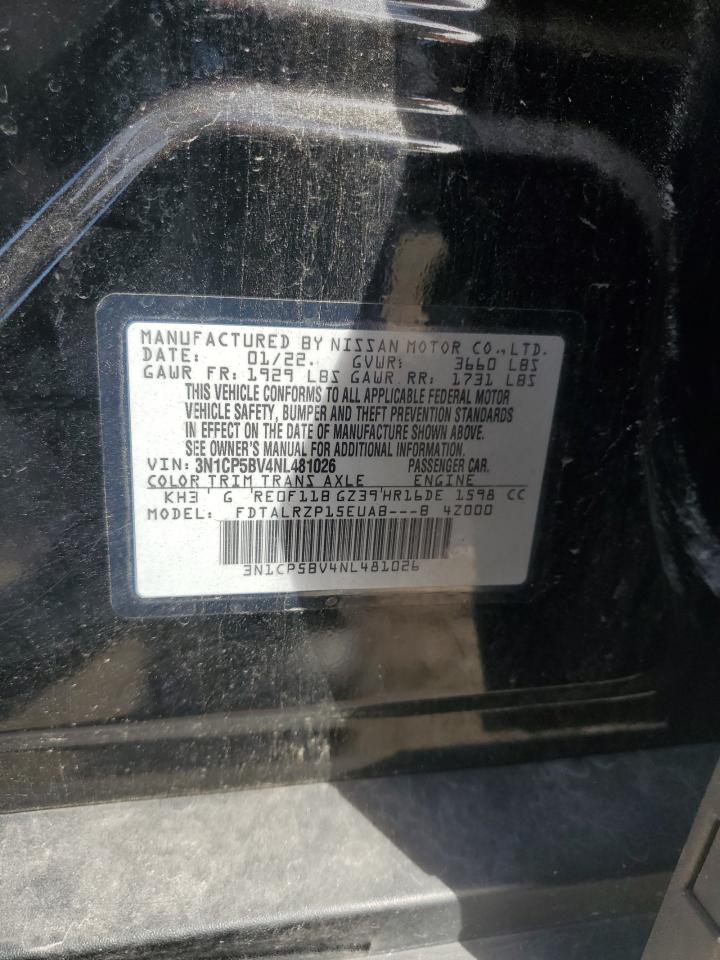 MANUFACTURED BY NISSAN MOTOR CO., LTD.
DATE: 01/22. GVWR: 3660 LBS
GAWR FR: 1929 LBS GAWR RR: 1731 LBS
THIS VEHICLE CONFORMS TO ALL APPLICABLE FEDERAL MOTOR
VEHICLE SAFETY, BUMPER AND THEFT PREVENTION STANDARDS
IN EFFECT ON THE DATE OF MANUFACTURE SHOWN ABOVE.
SEE OWNER'S MANUAL FOR ADDITIONAL INFORMATION.
VIN: 3N1CP5BV4NL481026 PASSENGER CAR.
COLOR TRIM TRANS AXLE ENGINE
KH3 ' G ' RE0F11B GZ39'HR16DE 1598 CC
MODEL: FDTALRZP15EUAB---B 4Z000
3N1CP5BV4NL481026